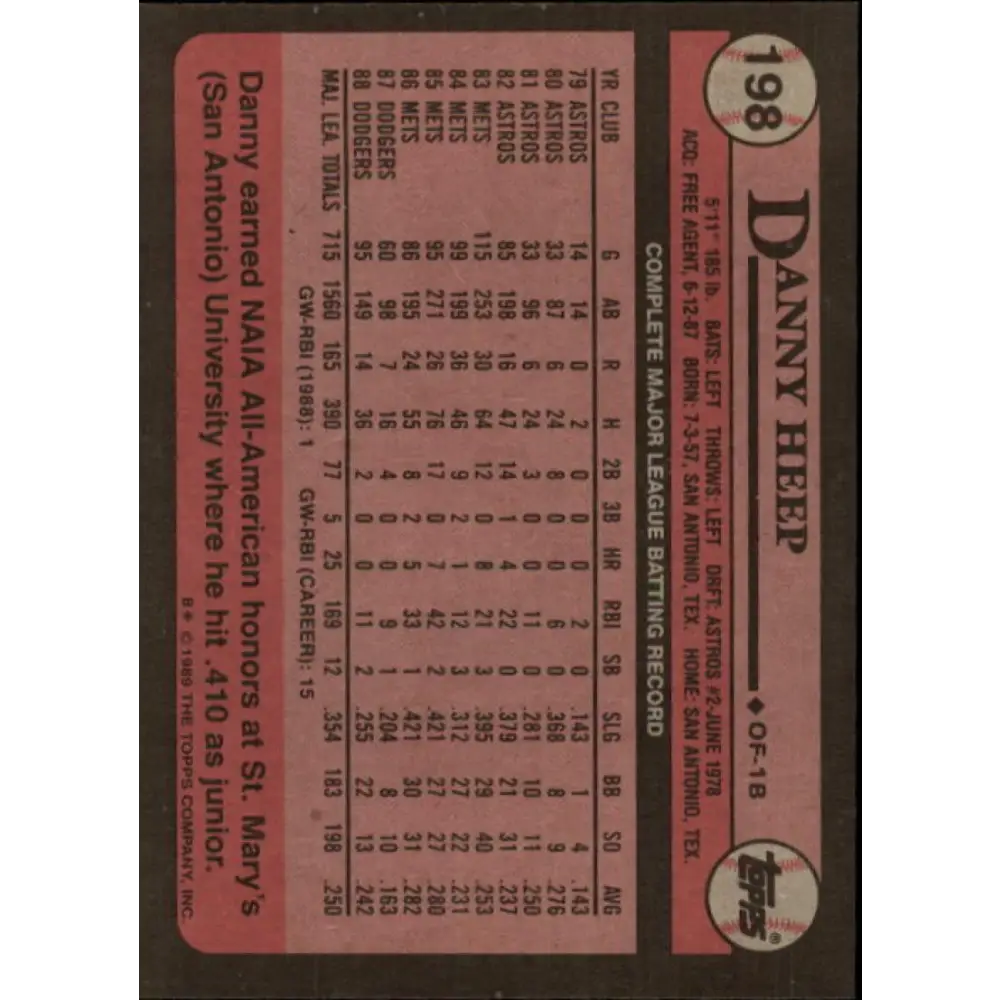 198
DANNY HEEP
◆ OF-1B
topps®
5'11" 185 lb. BATS: LEFT THROWS: LEFT DRFT: ASTROS #2-JUNE 1978
ACQ: FREE AGENT, 6-12-87 BORN: 7-3-57, SAN ANTONIO, TEX. HOME: SAN ANTONIO, TEX.
COMPLETE MAJOR LEAGUE BATTING RECORD
YR CLUB G AB R H 2B 3B HR RBI SB SLG BB SO AVG
79 ASTROS 14 14 0 2 0 0 0 2 0 .143 1 4 .143
80 ASTROS 33 87 6 24 8 0 0 6 0 .368 8 9 .276
81 ASTROS 33 96 6 24 3 0 0 11 0 .281 10 11 .250
82 ASTROS 85 198 16 47 14 1 4 22 0 .379 21 31 .237
83 METS 115 253 30 64 12 0 8 21 3 .395 29 40 .253
84 METS 99 199 36 46 9 2 1 12 3 .312 27 22 .231
85 METS 95 271 26 76 17 0 7 42 2 .421 27 27 .280
86 METS 86 195 24 55 8 2 5 33 1 .421 30 31 .282
87 DODGERS 60 98 7 16 4 0 0 9 1 .204 8 10 .163
88 DODGERS 95 149 14 36 2 0 0 11 2 .255 22 13 .242
MAJ. LEA. TOTALS 715 1560 165 390 77 5 25 169 12 .354 183 198 .250
GW-RBI (1988): 1 GW-RBI (CAREER): 15
Danny earned NAIA All-American honors at St. Mary's
(San Antonio) University where he hit .410 as junior.
B* © 1989 THE TOPPS COMPANY, INC.